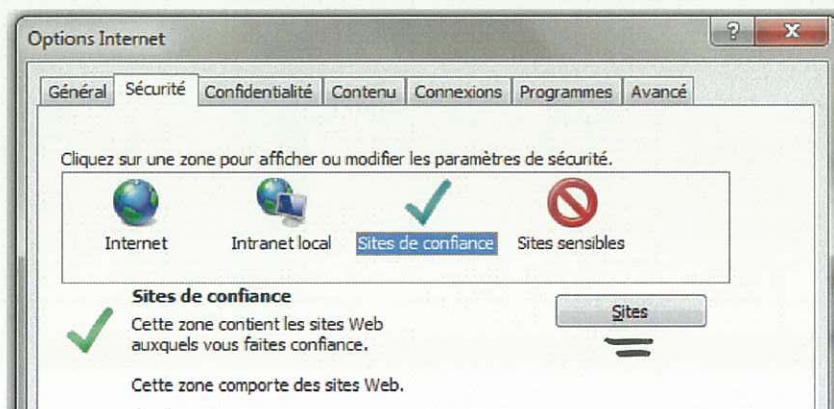 Options Internet
Général Sécurité Confidentialité Contenu Connexions Programmes Avancé
Cliquez sur une zone pour afficher ou modifier les paramètres de sécurité.
Internet Intranet local Sites de confiance Sites sensibles
Sites de confiance
Sites
Cette zone contient les sites Web
auxquels vous faites confiance.
Cette zone comporte des sites Web.